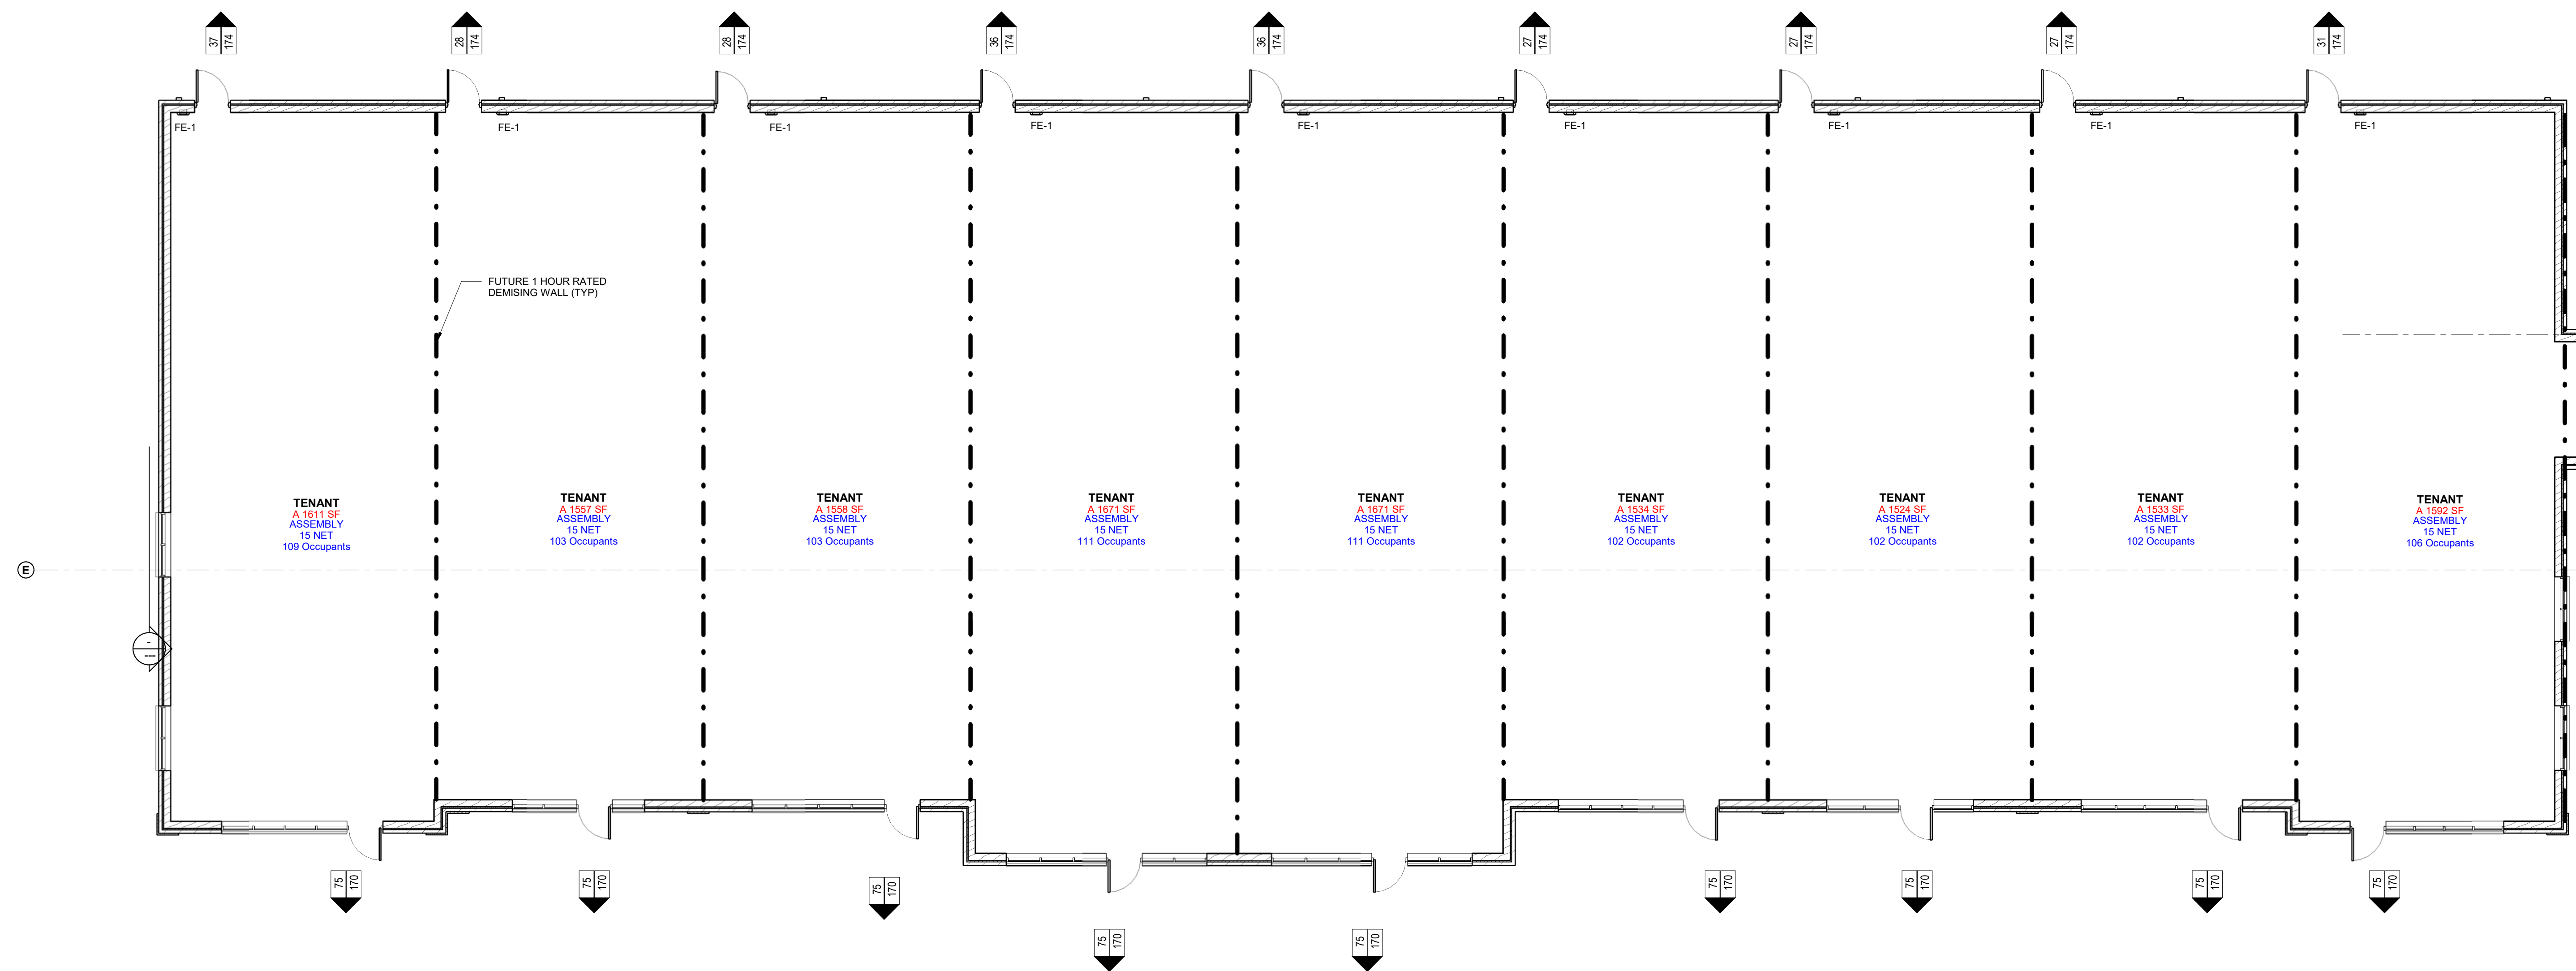 37
174
28
174
28
174
36
174
36
174
27
174
27
174
27
174
31
174
FE-1
FE-1
FE-1
FE-1
FE-1
FE-1
FE-1
FE-1
FE-1
FUTURE 1 HOUR RATED
DEMISING WALL (TYP)
TENANT
A 1611 SF
ASSEMBLY
15 NET
109 Occupants
TENANT
A 1557 SF
ASSEMBLY
15 NET
103 Occupants
TENANT
A 1558 SF
ASSEMBLY
15 NET
103 Occupants
TENANT
A 1671 SF
ASSEMBLY
15 NET
111 Occupants
TENANT
A 1671 SF
ASSEMBLY
15 NET
111 Occupants
TENANT
A 1534 SF
ASSEMBLY
15 NET
102 Occupants
TENANT
A 1524 SF
ASSEMBLY
15 NET
102 Occupants
TENANT
A 1533 SF
ASSEMBLY
15 NET
102 Occupants
TENANT
A 1592 SF
ASSEMBLY
15 NET
106 Occupants
E
-
---
75
170
75
170
75
170
75
170
75
170
75
170
75
170
75
170
75
170